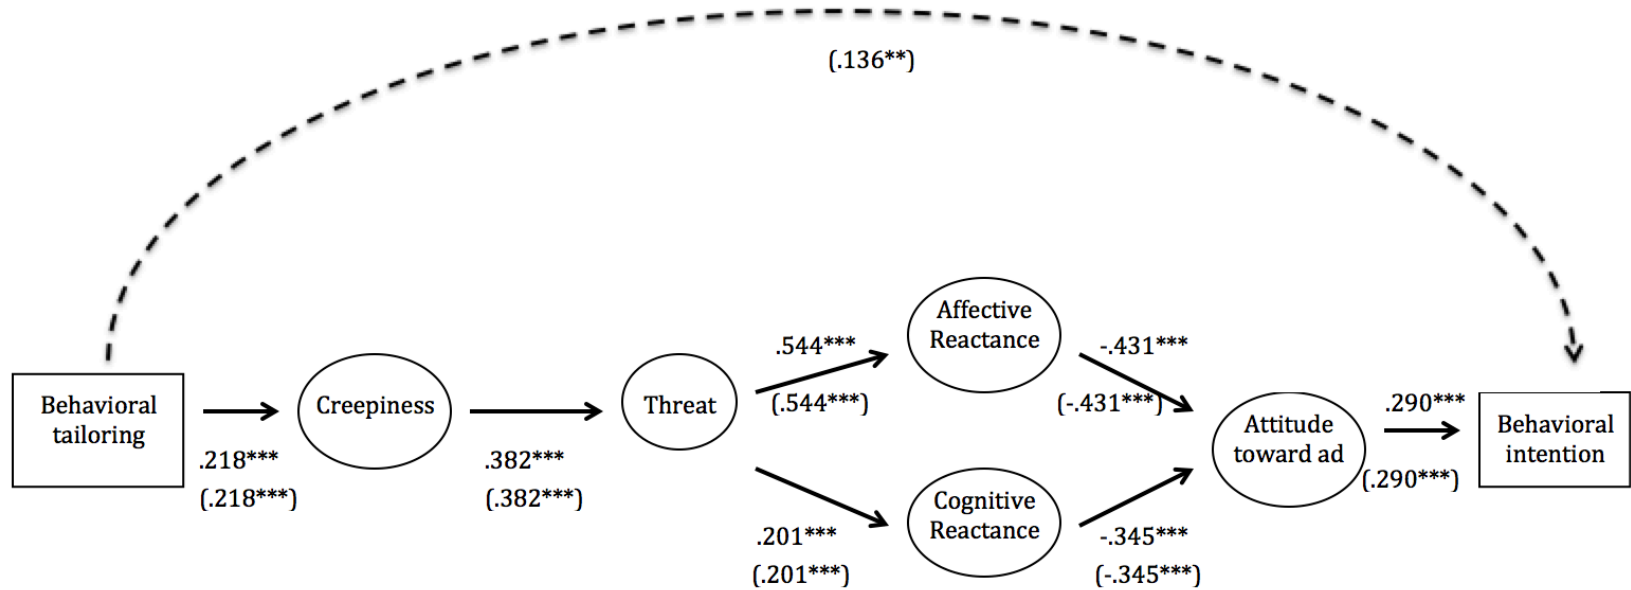 (.136**)
Affective
Reactance
.544***
(.544***)
-.431***
(-.431***)
Behavioral
tailoring
Creepiness
Threat
.218***
(.218***)
.382***
(.382***)
Attitude
toward ad
.290***
(.290***)
Behavioral
intention
Cognitive
Reactance
.201***
(.201***)
-.345***
(-.345***)